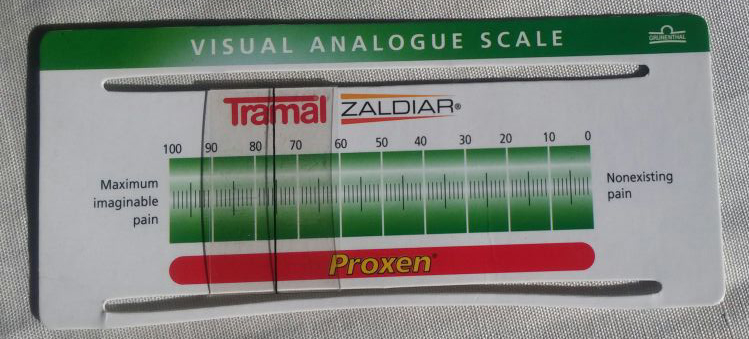 VISUAL ANALOGUE SCALE
GRÜNENTHAL
Tramal ZALDIAR®
100 90 80 70 60 50 40 30 20 10 0
Maximum
imaginable
pain
Nonexisting
pain
Proxen®